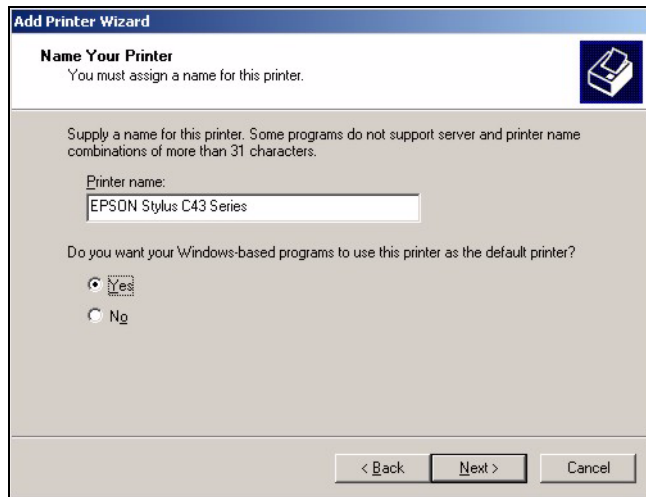 Add Printer Wizard
Name Your Printer
You must assign a name for this printer.
Supply a name for this printer. Some programs do not support server and printer name
combinations of more than 31 characters.
Printer name:
EPSON Stylus C43 Series
Do you want your Windows-based programs to use this printer as the default printer?
Yes
No
< Back
Next >
Cancel